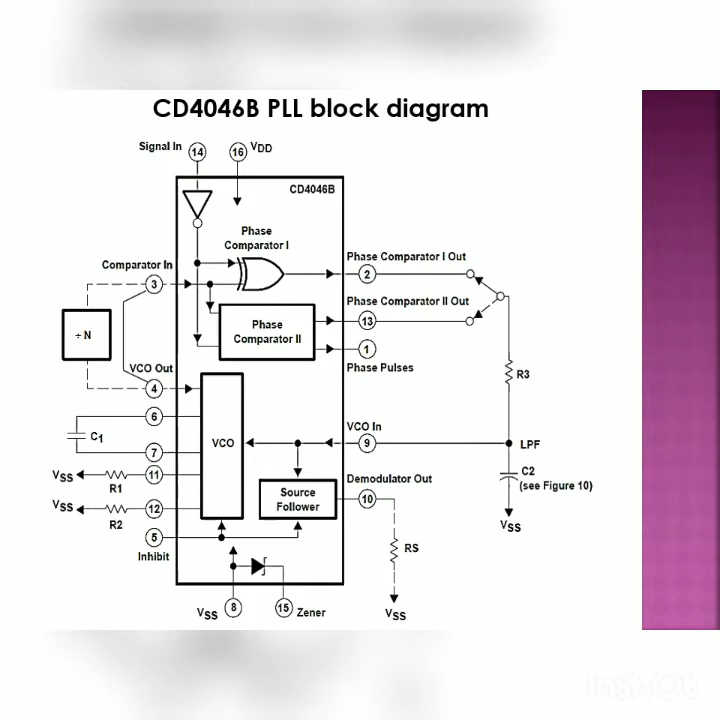 CD4046B PLL block diagram
Signal In
14
16
VDD
CD4046B
Phase
Comparator I
Comparator In
3
Phase Comparator I Out
2
Phase Comparator II Out
13
÷ N
Phase
Comparator II
1
Phase Pulses
VCO Out
4
R3
6
C1
VCO
VCO In
9
LPF
7
VSS
11
R1
C2
(see Figure 10)
Demodulator Out
10
Source
Follower
VSS
12
R2
VSS
5
Inhibit
RS
VSS
8
15
Zener
VSS